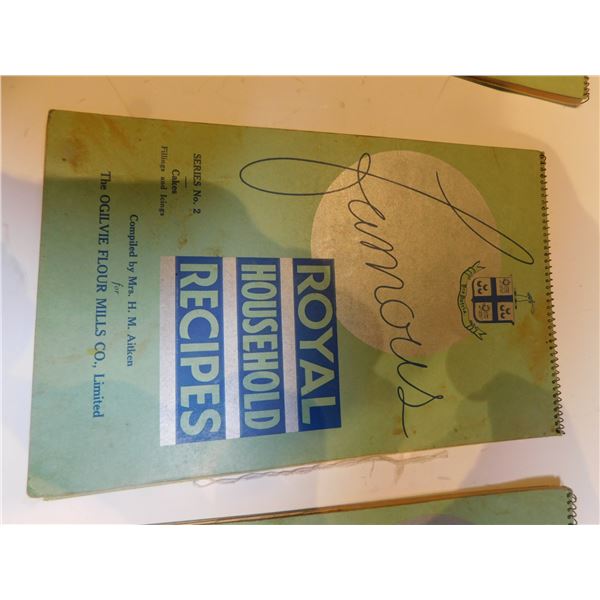 Famous
ROYAL
HOUSEHOLD
RECIPES
SERIES No. 2
Cakes
Fillings and Icings
Compiled by Mrs. H. M. Aitken
for
The OGILVIE FLOUR MILLS CO., Limited